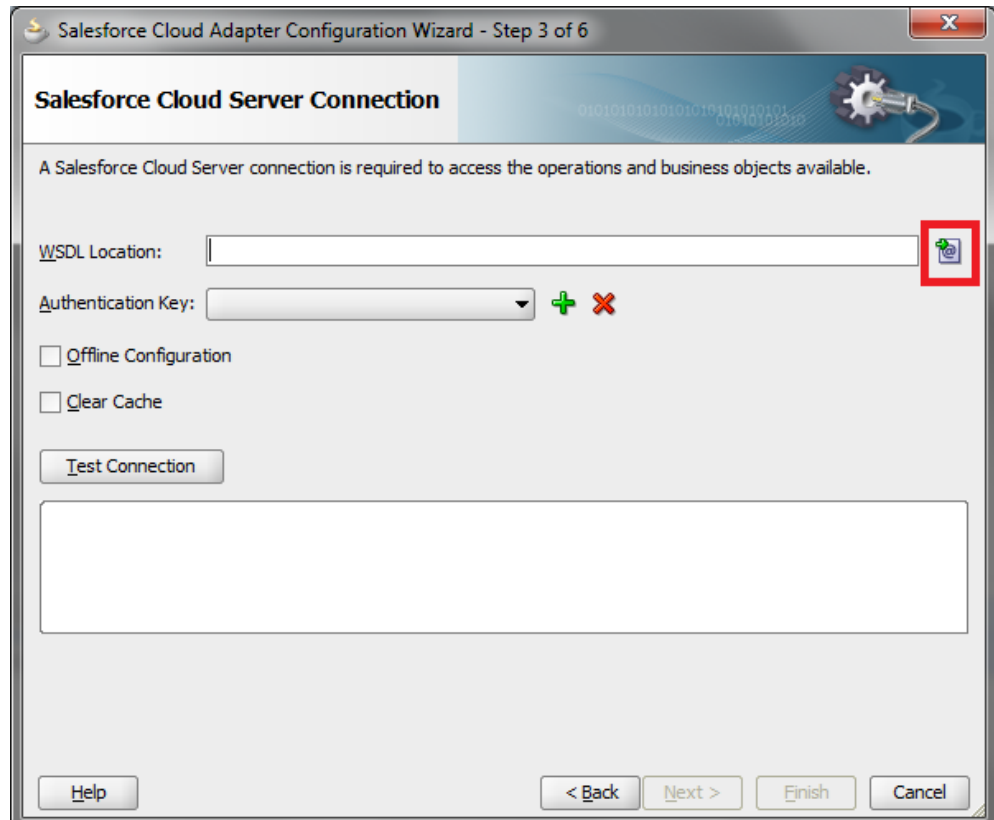 Salesforce Cloud Adapter Configuration Wizard - Step 3 of 6
Salesforce Cloud Server Connection
A Salesforce Cloud Server connection is required to access the operations and business objects available.
WSDL Location:
Authentication Key:
Offline Configuration
Clear Cache
Test Connection
Help
< Back
Next >
Finish
Cancel